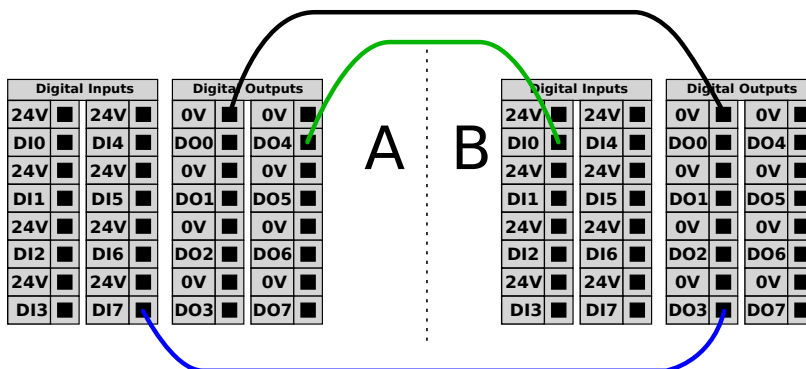 Digital Inputs Digital Outputs Digital Inputs Digital Outputs
24V 24V 0V 0V 24V 24V 0V 0V
DI0 DI4 DO0 DO4 A B DI0 DI4 DO0 DO4
24V 24V 0V 0V 24V 24V 0V 0V
DI1 DI5 DO1 DO5 DI1 DI5 DO1 DO5
24V 24V 0V 0V 24V 24V 0V 0V
DI2 DI6 DO2 DO6 DI2 DI6 DO2 DO6
24V 24V 0V 0V 24V 24V 0V 0V
DI3 DI7 DO3 DO7 DI3 DI7 DO3 DO7